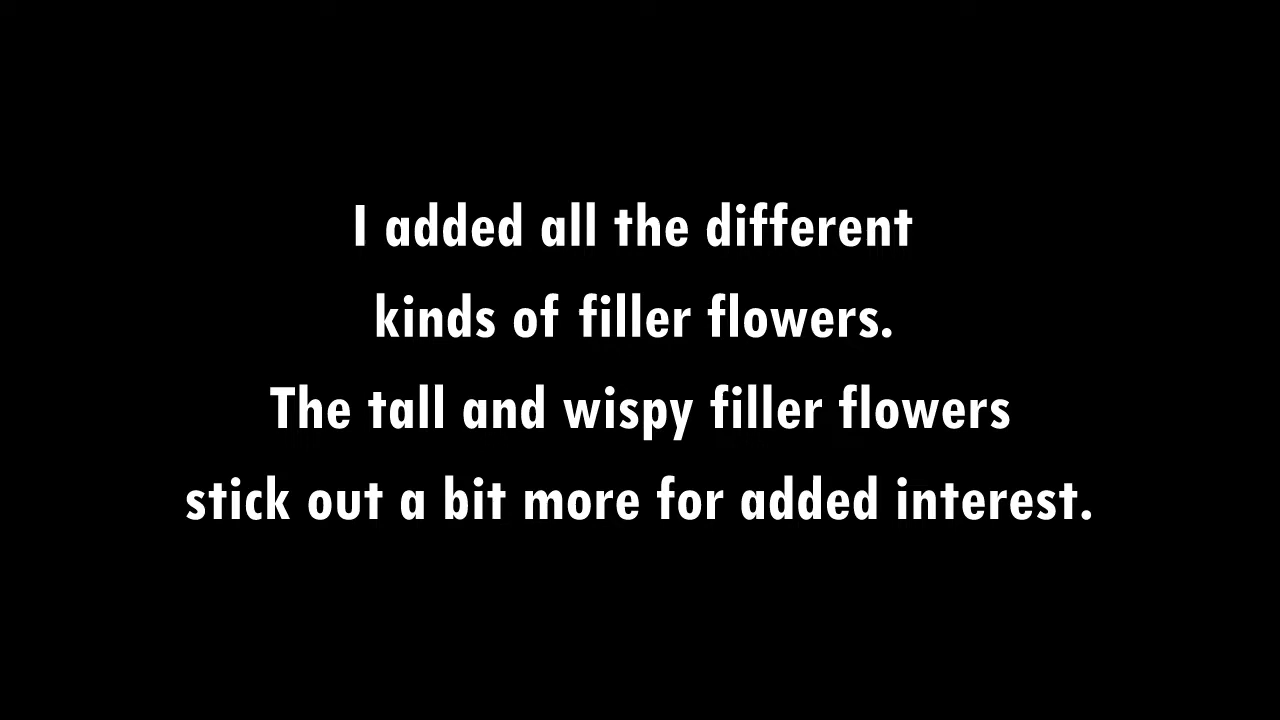 I added all the different
kinds of filler flowers.
The tall and wispy filler flowers
stick out a bit more for added interest.